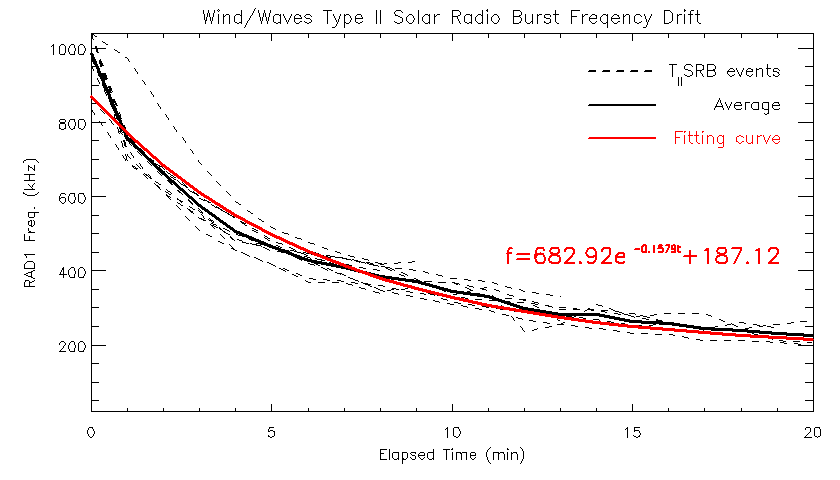 Wind/Waves Type II Solar Radio Burst Freqency Drift
1000
800
600
400
200
RAD1 Freq. (kHz)
TIISRB events
Average
Fitting curve
f=682.92e -0.1579t+187.12
0 5 10 15 20
Elapsed Time (min)